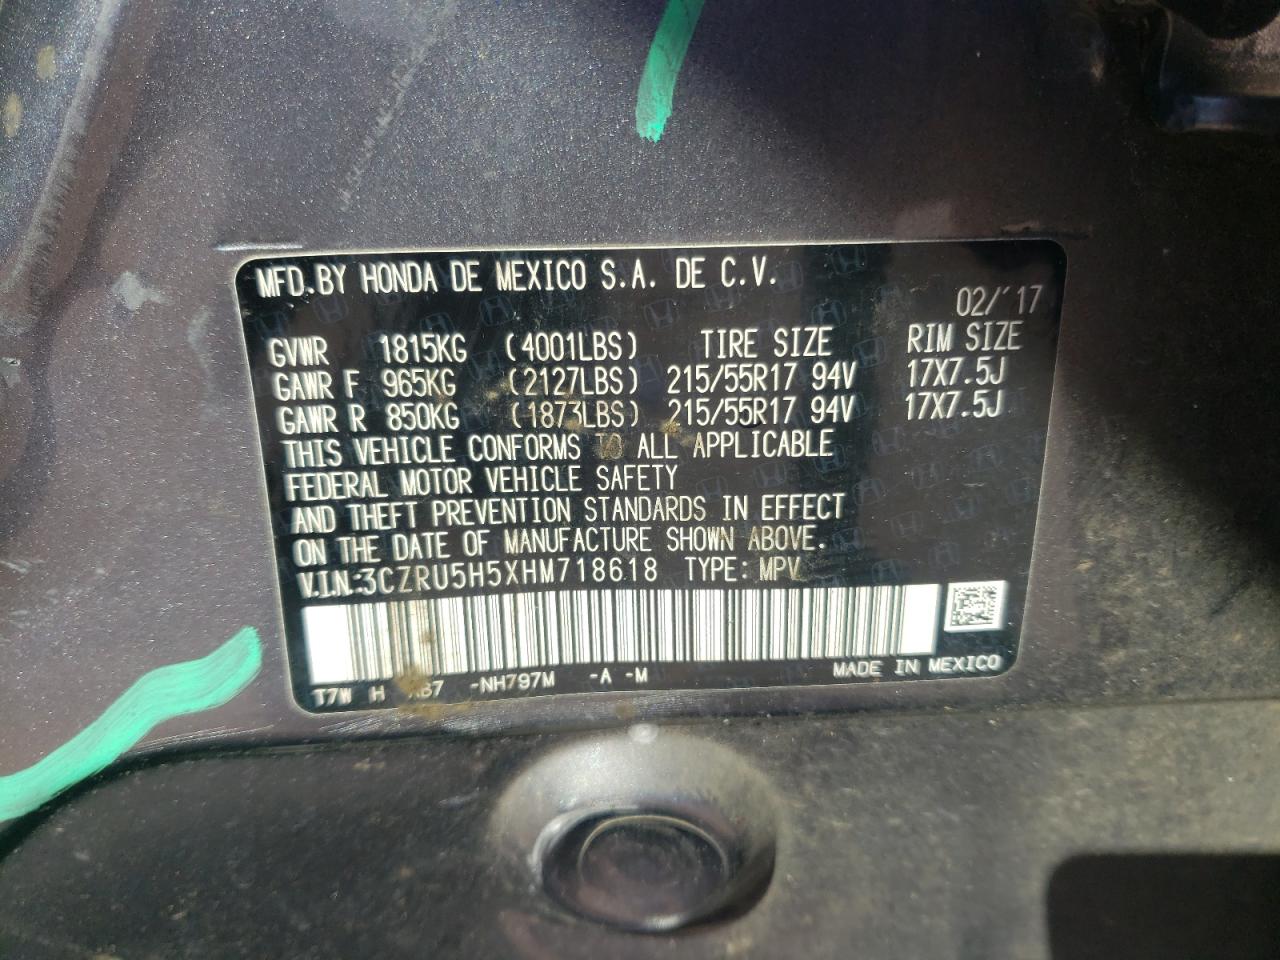 MFD. BY HONDA DE MEXICO S.A. DE C.V.
02/'17
GVWR 1815KG (4001LBS) TIRE SIZE RIM SIZE
GAWR F 965KG (2127LBS) 215/55R17 94V 17X7.5J
GAWR R 850KG (1873LBS) 215/55R17 94V 17X7.5J
THIS VEHICLE CONFORMS TO ALL APPLICABLE
FEDERAL MOTOR VEHICLE SAFETY
AND THEFT PREVENTION STANDARDS IN EFFECT
ON THE DATE OF MANUFACTURE SHOWN ABOVE.
V.I.N.:3CZRU5H5XHM718618 TYPE: MPV
T7W H -NH797M -A -M MADE IN MEXICO